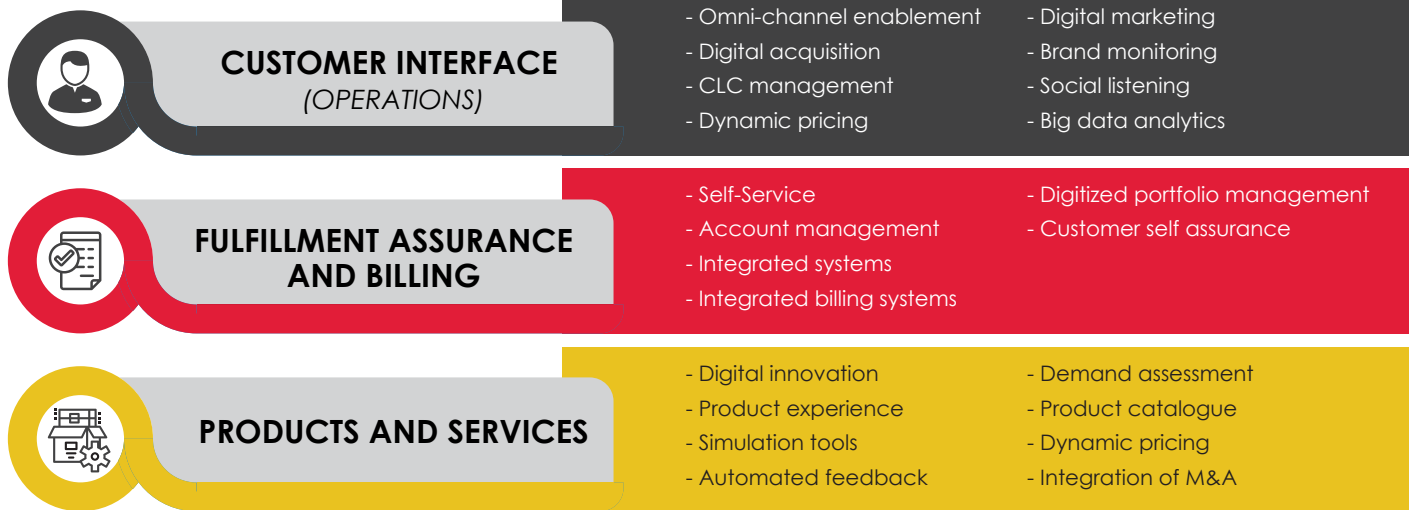 CUSTOMER INTERFACE
(OPERATIONS)
- Omni-channel enablement
- Digital acquisition
- CLC management
- Dynamic pricing
- Digital marketing
- Brand monitoring
- Social listening
- Big data analytics
FULFILLMENT ASSURANCE
AND BILLING
- Self-Service
- Account management
- Integrated systems
- Integrated billing systems
- Digitized portfolio management
- Customer self assurance
PRODUCTS AND SERVICES
- Digital innovation
- Product experience
- Simulation tools
- Automated feedback
- Demand assessment
- Product catalogue
- Dynamic pricing
- Integration of M&A